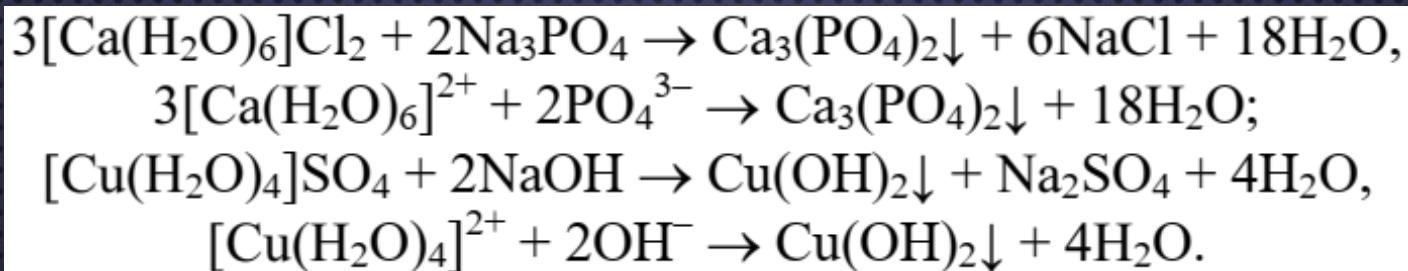 3[Ca(H₂O)₆]Cl₂ + 2Na₃PO₄ → Ca₃(PO₄)₂↓ + 6NaCl + 18H₂O,
3[Ca(H₂O)₆]²⁺ + 2PO₄³⁻ → Ca₃(PO₄)₂↓ + 18H₂O;
[Cu(H₂O)₄]SO₄ + 2NaOH → Cu(OH)₂↓ + Na₂SO₄ + 4H₂O,
[Cu(H₂O)₄]²⁺ + 2OH⁻ → Cu(OH)₂↓ + 4H₂O.